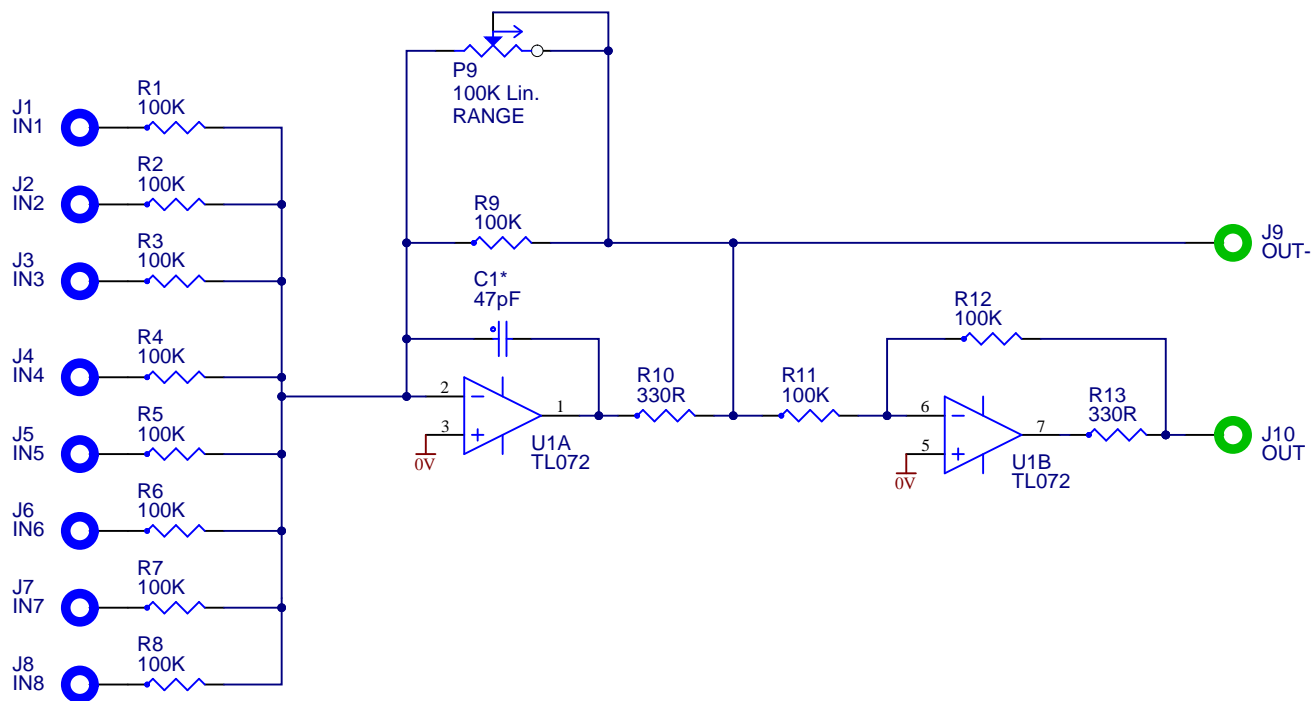 P9
100K Lin.
RANGE
J1
IN1
R1
100K
J2
IN2
R2
100K
J3
IN3
R3
100K
J4
IN4
R4
100K
J5
IN5
R5
100K
J6
IN6
R6
100K
J7
IN7
R7
100K
J8
IN8
R8
100K
R9
100K
C1*
47pF
2
3
1
0V
U1A
TL072
R10
330R
R11
100K
R12
100K
6
5
7
0V
U1B
TL072
R13
330R
J9
OUT-
J10
OUT